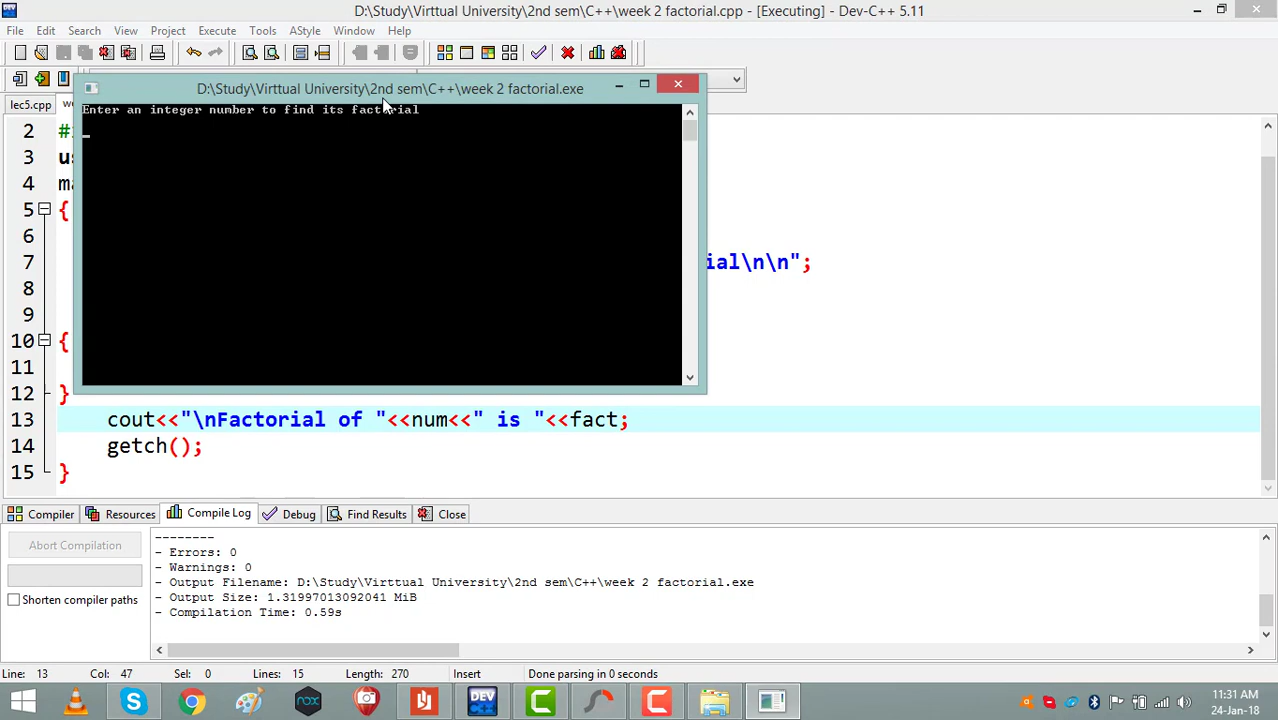 D:\Study\Virttual University\2nd sem\C++\week 2 factorial.cpp - [Executing] - Dev-C++ 5.11
File Edit Search View Project Execute Tools AStyle Window Help
D:\Study\Virttual University\2nd sem\C++\week 2 factorial.exe
lec5.cpp
Enter an integer number to find its factorial
2 #
3 us
4 ma
5 {
6
7 ial\n\n";
8
9
10 {
11
12 }
13 cout<<"\nFactorial of "<<num<<" is "<<fact;
14 getch();
15 }
Compiler Resources Compile Log Debug Find Results Close
Abort Compilation
Shorten compiler paths
--------
- Errors: 0
- Warnings: 0
- Output Filename: D:\Study\Virttual University\2nd sem\C++\week 2 factorial.exe
- Output Size: 1.31997013092041 MiB
- Compilation Time: 0.59s
Line: 13 Col: 47 Sel: 0 Lines: 15 Length: 270 Insert Done parsing in 0 seconds
DEV
11:31 AM
24-Jan-18